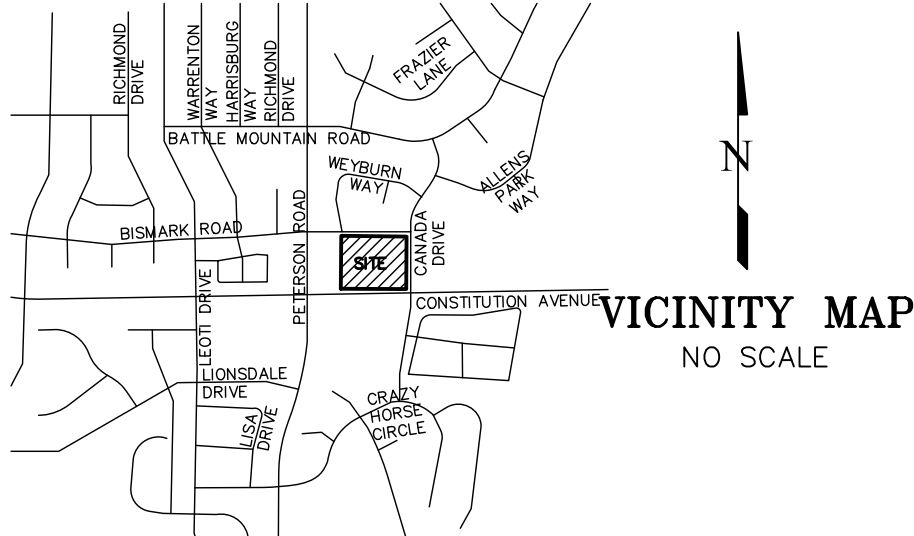 RICHMOND
DRIVE
WARRENTON
WAY
HARRISBURG
WAY
RICHMOND
DRIVE
FRAZIER
LANE
BATTLE MOUNTAIN ROAD
WEYBURN
WAY
ALLENS
PARK
WAY
N
BISMARK ROAD
PETERSON ROAD
CANADA
DRIVE
SITE
LEOTI DRIVE
CONSTITUTION AVENUE
VICINITY MAP
NO SCALE
LIONSDALE
DRIVE
LISA
DRIVE
CRAZY
HORSE
CIRCLE